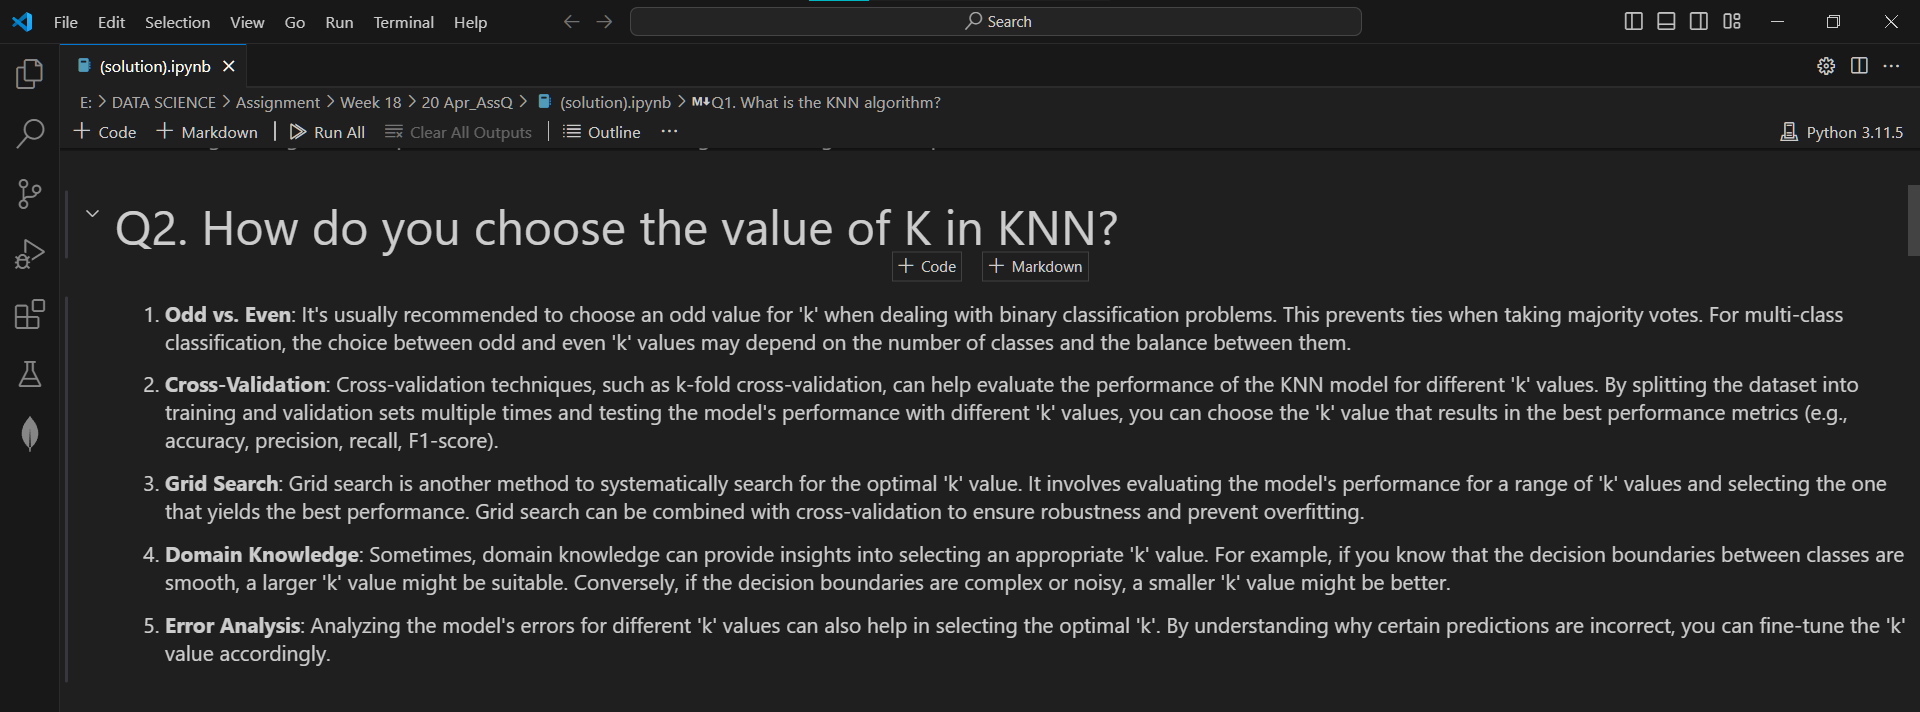 File Edit Selection View Go Run Terminal Help Search
(solution).ipynb
E: > DATA SCIENCE > Assignment > Week 18 > 20 Apr_AssQ > (solution).ipynb > M↓Q1. What is the KNN algorithm?
+ Code + Markdown | Run All Clear All Outputs | Outline ··· Python 3.11.5
Q2. How do you choose the value of K in KNN?
+ Code + Markdown
1. Odd vs. Even: It's usually recommended to choose an odd value for 'k' when dealing with binary classification problems. This prevents ties when taking majority votes. For multi-class
classification, the choice between odd and even 'k' values may depend on the number of classes and the balance between them.
2. Cross-Validation: Cross-validation techniques, such as k-fold cross-validation, can help evaluate the performance of the KNN model for different 'k' values. By splitting the dataset into
training and validation sets multiple times and testing the model's performance with different 'k' values, you can choose the 'k' value that results in the best performance metrics (e.g.,
accuracy, precision, recall, F1-score).
3. Grid Search: Grid search is another method to systematically search for the optimal 'k' value. It involves evaluating the model's performance for a range of 'k' values and selecting the one
that yields the best performance. Grid search can be combined with cross-validation to ensure robustness and prevent overfitting.
4. Domain Knowledge: Sometimes, domain knowledge can provide insights into selecting an appropriate 'k' value. For example, if you know that the decision boundaries between classes are
smooth, a larger 'k' value might be suitable. Conversely, if the decision boundaries are complex or noisy, a smaller 'k' value might be better.
5. Error Analysis: Analyzing the model's errors for different 'k' values can also help in selecting the optimal 'k'. By understanding why certain predictions are incorrect, you can fine-tune the 'k'
value accordingly.